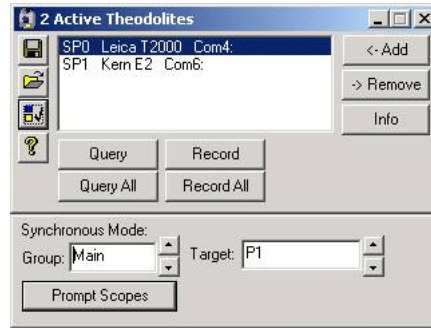 2 Active Theodolites
SP0 Leica T2000 Com4:
SP1 Kern E2 Com6:
<- Add
-> Remove
Info
Query Record
Query All Record All
Synchronous Mode:
Group: Main Target: P1
Prompt Scopes